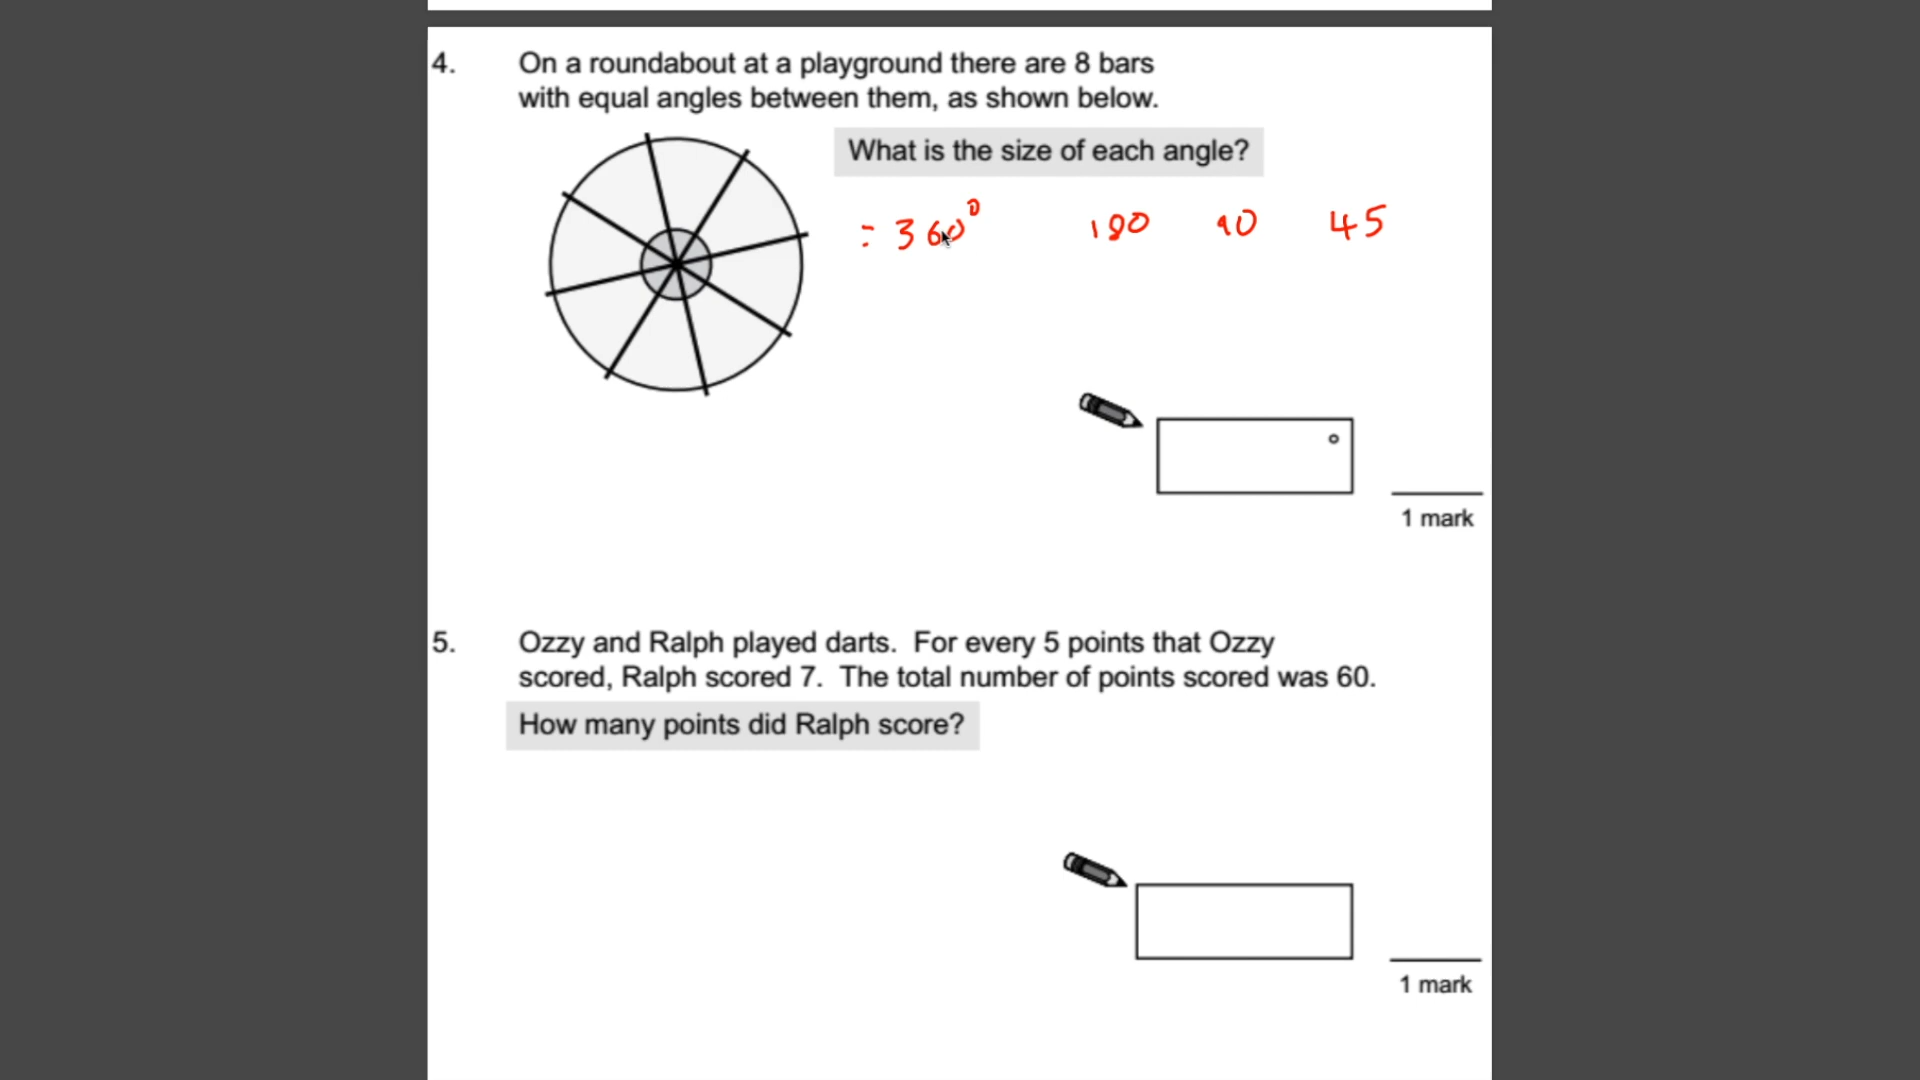 4. On a roundabout at a playground there are 8 bars
with equal angles between them, as shown below.
What is the size of each angle?
= 360° 180 90 45
°
1 mark
5. Ozzy and Ralph played darts. For every 5 points that Ozzy
scored, Ralph scored 7. The total number of points scored was 60.
How many points did Ralph score?
1 mark